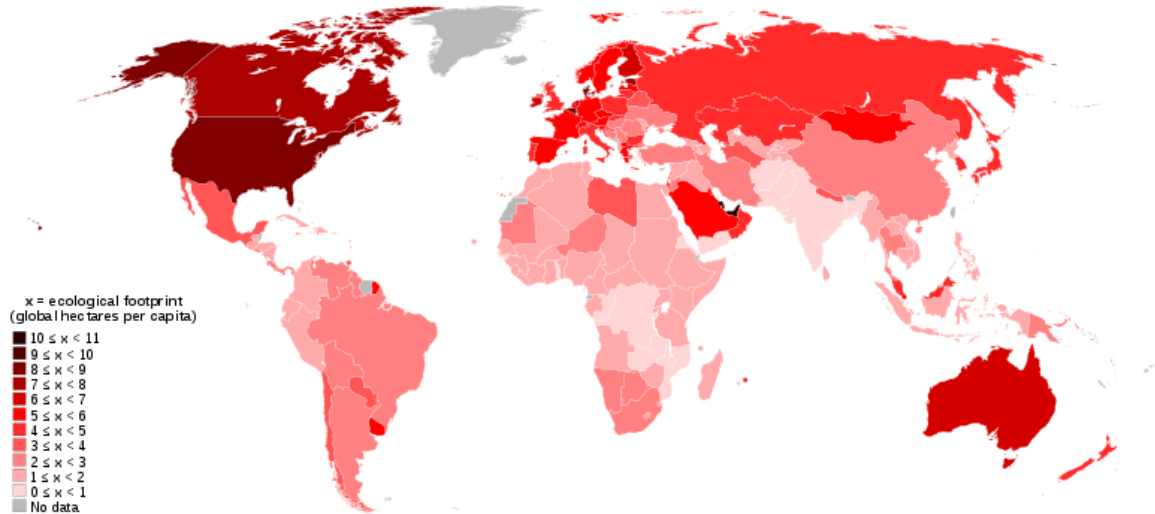 x = ecological footprint
(global hectares per capita)
10 ≤ x < 11
9 ≤ x < 10
8 ≤ x < 9
7 ≤ x < 8
6 ≤ x < 7
5 ≤ x < 6
4 ≤ x < 5
3 ≤ x < 4
2 ≤ x < 3
1 ≤ x < 2
0 ≤ x < 1
No data